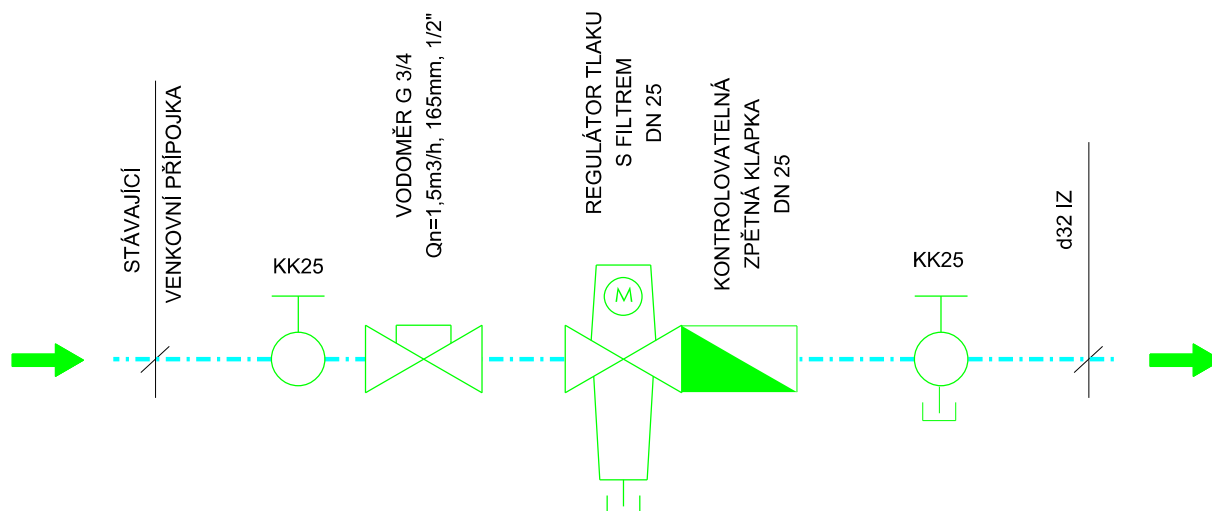 STÁVAJÍCÍ
VENKOVNÍ PŘÍPOJKA
KK25
VODOMĚR G 3/4
Qn=1,5m3/h, 165mm, 1/2"
REGULÁTOR TLAKU
S FILTREM
DN 25
M
KONTROLOVATELNÁ
ZPĚTNÁ KLAPKA
DN 25
KK25
d32 IZ